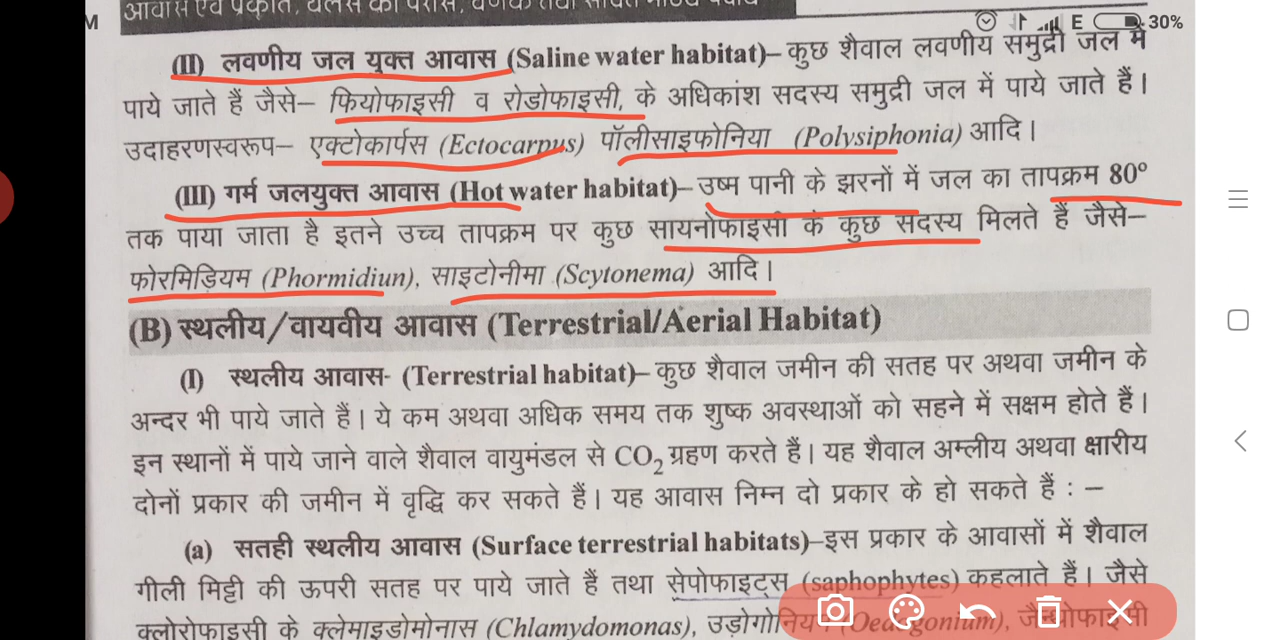 आवास एवं प्रकृति,
M
E
30%
(II) लवणीय जल युक्त आवास (Saline water habitat)– कुछ शैवाल लवणीय समुद्री जल में
पाये जाते हैं जैसे– फियोफाइसी व रोडोफाइसी, के अधिकांश सदस्य समुद्री जल में पाये जाते हैं।
उदाहरणस्वरूप– एक्टोकार्पस (Ectocarpus) पॉलीसाइफोनिया (Polysiphonia) आदि।
(III) गर्म जलयुक्त आवास (Hot water habitat)– उष्म पानी के झरनों में जल का तापक्रम 80º
तक पाया जाता है इतने उच्च तापक्रम पर कुछ सायनोफाइसी के कुछ सदस्य मिलते हैं जैसे–
फोरमिड़ियम (Phormidiun), साइटोनीमा (Scytonema) आदि।
(B) स्थलीय/वायवीय आवास (Terrestrial/Aerial Habitat)
(I) स्थलीय आवास- (Terrestrial habitat)– कुछ शैवाल जमीन की सतह पर अथवा जमीन के
अन्दर भी पाये जाते हैं। ये कम अथवा अधिक समय तक शुष्क अवस्थाओं को सहने में सक्षम होते हैं।
इन स्थानों में पाये जाने वाले शैवाल वायुमंडल से CO₂ ग्रहण करते हैं। यह शैवाल अम्लीय अथवा क्षारीय
दोनों प्रकार की जमीन में वृद्धि कर सकते हैं। यह आवास निम्न दो प्रकार के हो सकते हैं : –
(a) सतही स्थलीय आवास (Surface terrestrial habitats)–इस प्रकार के आवासों में शैवाल
गीली मिट्टी की ऊपरी सतह पर पाये जाते हैं तथा सेपोफाइट्स (saphophytes) कहलाते हैं। जैसे
क्लोरोफाइसी के क्लेमाइडोमोनास (Chlamydomonas),